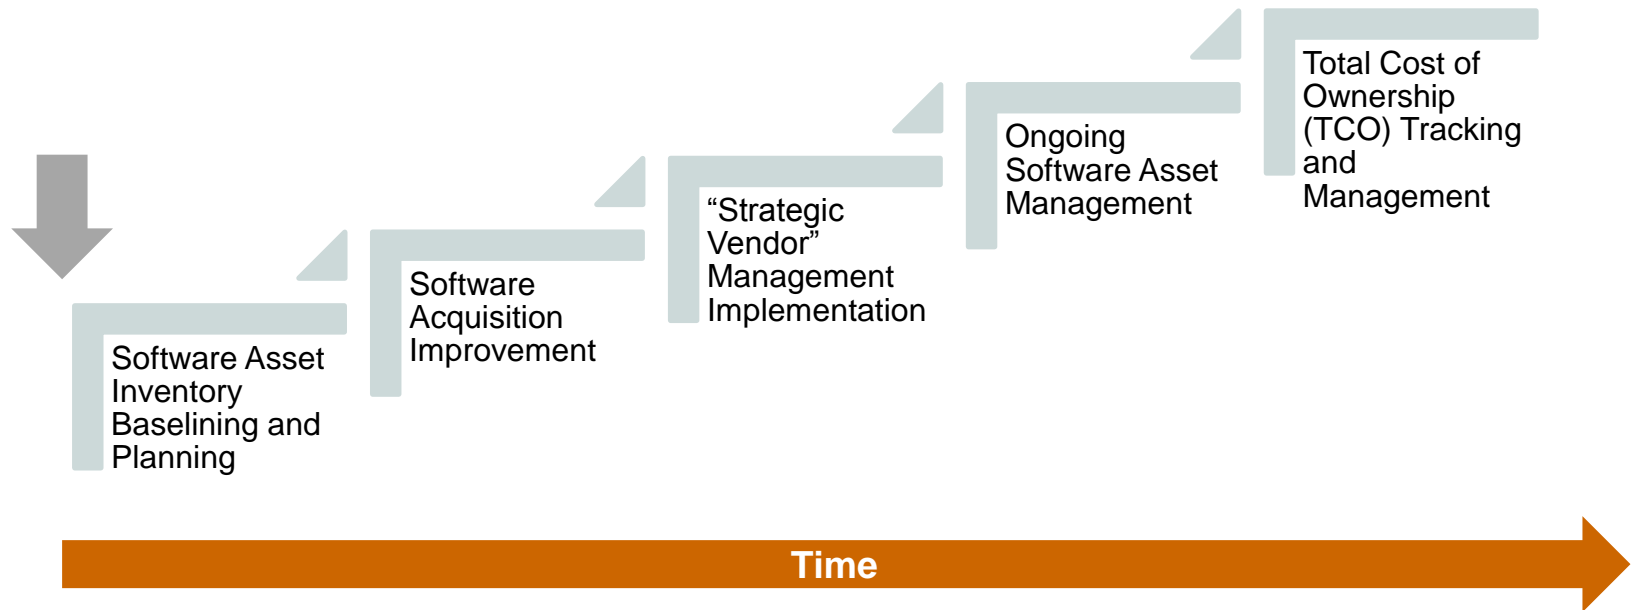 Software Asset
Inventory
Baselining and
Planning
Software
Acquisition
Improvement
“Strategic
Vendor”
Management
Implementation
Ongoing
Software Asset
Management
Total Cost of
Ownership
(TCO) Tracking
and
Management
Time